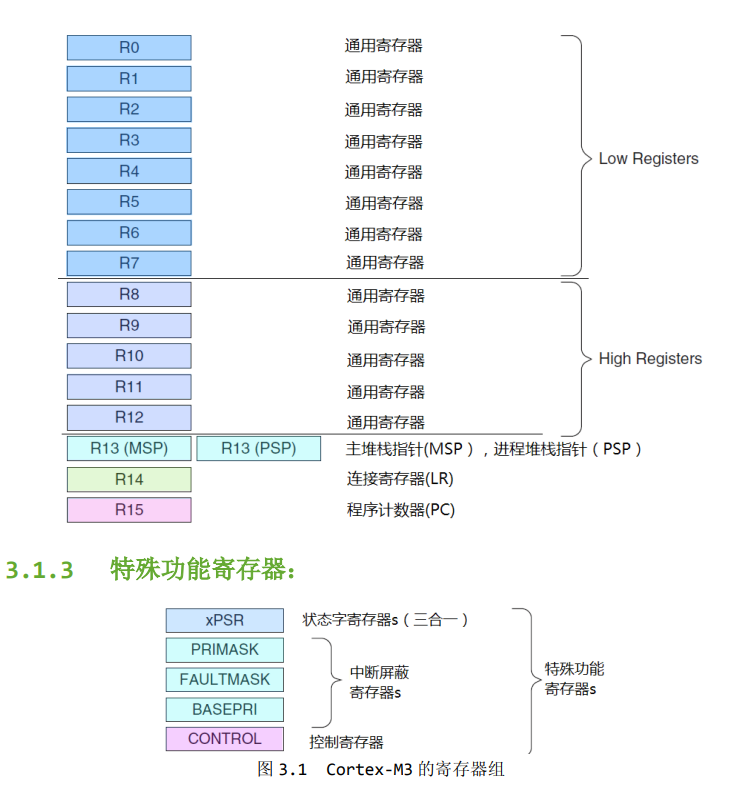 R0 通用寄存器
R1 通用寄存器
R2 通用寄存器
R3 通用寄存器
R4 通用寄存器
R5 通用寄存器
R6 通用寄存器
R7 通用寄存器
Low Registers
R8 通用寄存器
R9 通用寄存器
R10 通用寄存器
R11 通用寄存器
R12 通用寄存器
High Registers
R13 (MSP) R13 (PSP) 主堆栈指针(MSP），进程堆栈指针（PSP）
R14 连接寄存器(LR)
R15 程序计数器(PC)
3.1.3 特殊功能寄存器：
xPSR 状态字寄存器s（三合一）
PRIMASK
FAULTMASK
BASEPRI
中断屏蔽
寄存器s
CONTROL 控制寄存器
特殊功能
寄存器s
图 3.1 Cortex-M3 的寄存器组